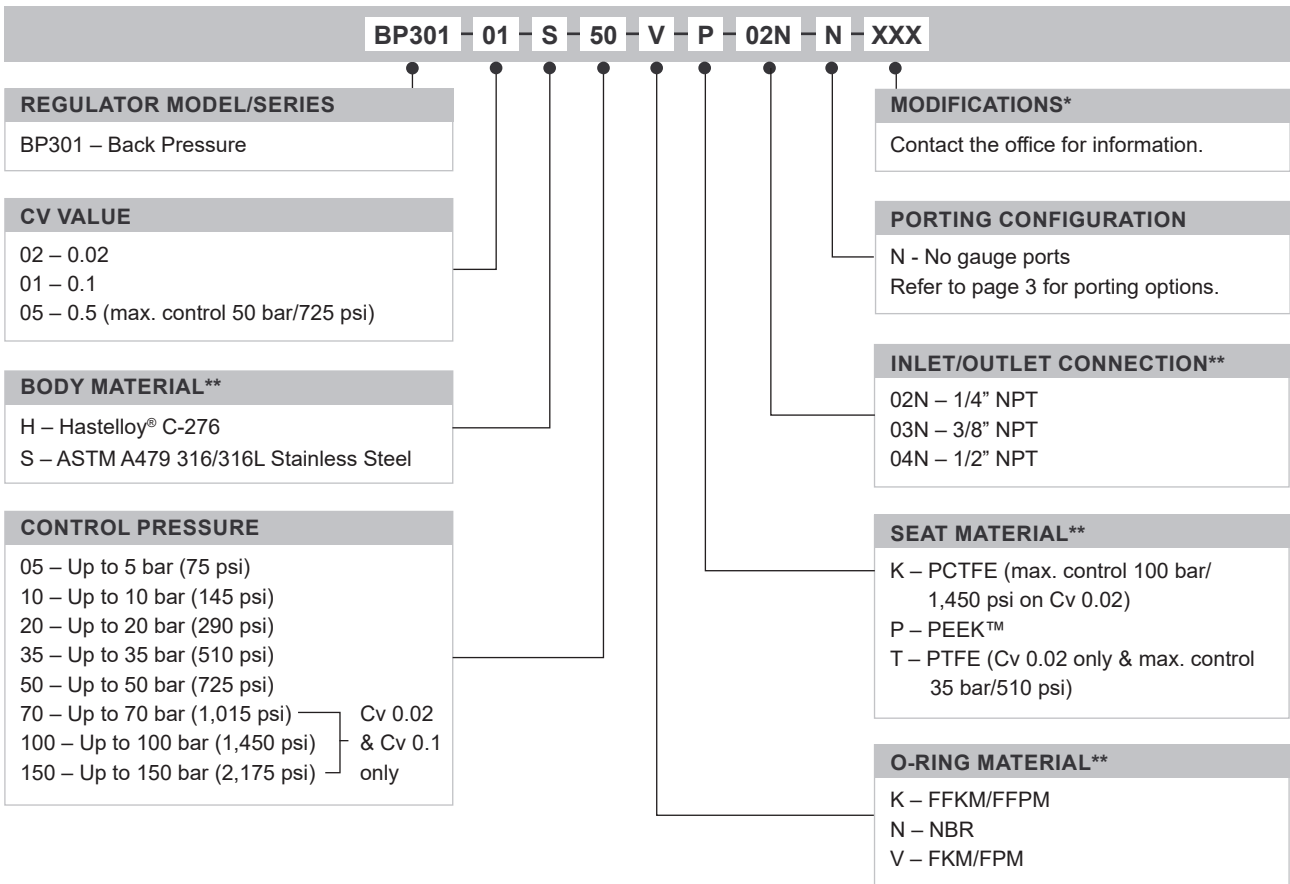 BP301 – 01 – S – 50 – V – P – 02N – N – XXX
REGULATOR MODEL/SERIES
BP301 – Back Pressure
CV VALUE
02 – 0.02
01 – 0.1
05 – 0.5 (max. control 50 bar/725 psi)
BODY MATERIAL**
H – Hastelloy® C-276
S – ASTM A479 316/316L Stainless Steel
CONTROL PRESSURE
05 – Up to 5 bar (75 psi)
10 – Up to 10 bar (145 psi)
20 – Up to 20 bar (290 psi)
35 – Up to 35 bar (510 psi)
50 – Up to 50 bar (725 psi)
70 – Up to 70 bar (1,015 psi) Cv 0.02
100 – Up to 100 bar (1,450 psi) & Cv 0.1
150 – Up to 150 bar (2,175 psi) only
MODIFICATIONS*
Contact the office for information.
PORTING CONFIGURATION
N - No gauge ports
Refer to page 3 for porting options.
INLET/OUTLET CONNECTION**
02N – 1/4” NPT
03N – 3/8” NPT
04N – 1/2” NPT
SEAT MATERIAL**
K – PCTFE (max. control 100 bar/
1,450 psi on Cv 0.02)
P – PEEK™
T – PTFE (Cv 0.02 only & max. control
35 bar/510 psi)
O-RING MATERIAL**
K – FFKM/FFPM
N – NBR
V – FKM/FPM